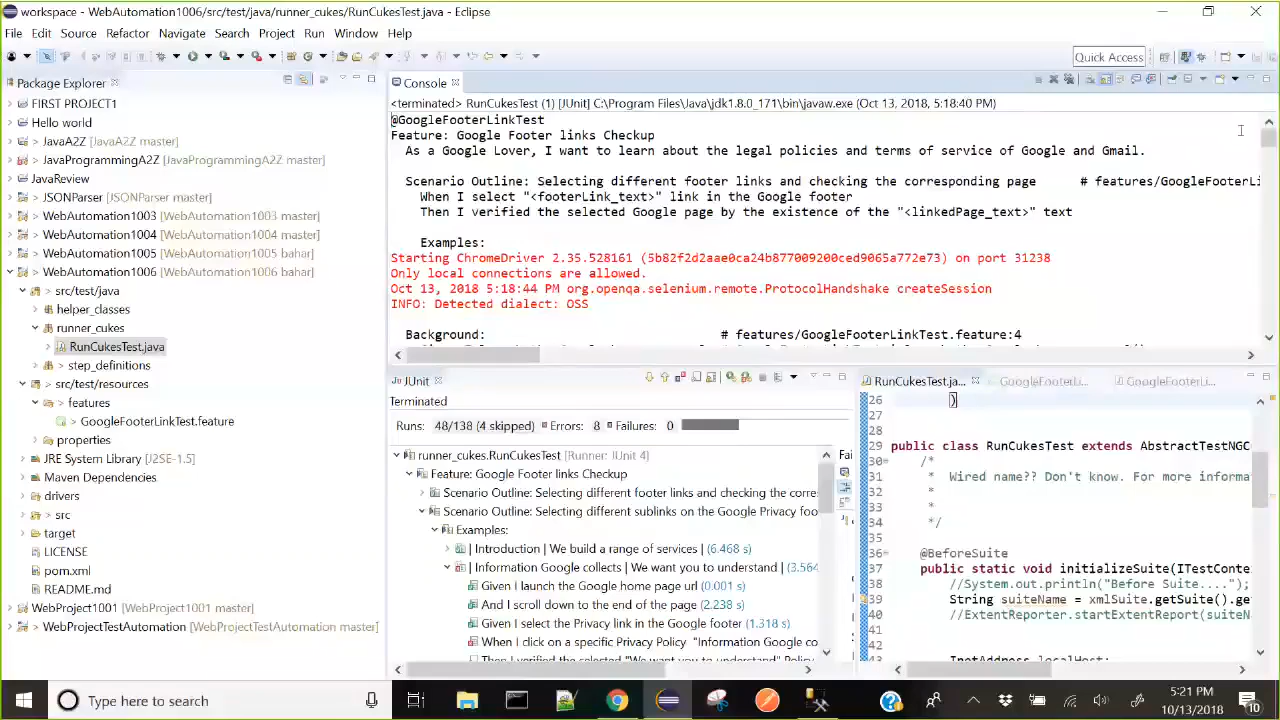 workspace - WebAutomation1006/src/test/java/runner_cukes/RunCukesTest.java - Eclipse
File Edit Source Refactor Navigate Search Project Run Window Help
Quick Access
Package Explorer
FIRST PROJECT1
Hello world
> JavaA2Z [JavaA2Z master]
> JavaProgrammingA2Z [JavaProgrammingA2Z master]
JavaReview
JSONParser [JSONParser master]
> WebAutomation1003 [WebAutomation1003 master]
> WebAutomation1004 [WebAutomation1004 master]
> WebAutomation1005 [WebAutomation1005 bahar]
> WebAutomation1006 [WebAutomation1006 bahar]
> src/test/java
> helper_classes
> runner_cukes
> RunCukesTest.java
> step_definitions
> src/test/resources
> features
> GoogleFooterLinkTest.feature
> properties
JRE System Library [J2SE-1.5]
Maven Dependencies
> drivers
> src
> target
LICENSE
pom.xml
README.md
WebProject1001 [WebProject1001 master]
> WebProjectTestAutomation [WebProjectTestAutomation master]
Console
<terminated> RunCukesTest (1) [JUnit] C:\Program Files\Java\jdk1.8.0_171\bin\javaw.exe (Oct 13, 2018, 5:18:40 PM)
@GoogleFooterLinkTest
Feature: Google Footer links Checkup
As a Google Lover, I want to learn about the legal policies and terms of service of Google and Gmail.
Scenario Outline: Selecting different footer links and checking the corresponding page # features/GoogleFooterLi
When I select "<footerLink_text>" link in the Google footer
Then I verified the selected Google page by the existence of the "<linkedPage_text>" text
Examples:
Starting ChromeDriver 2.35.528161 (5b82f2d2aae0ca24b877009200ced9065a772e73) on port 31238
Only local connections are allowed.
Oct 13, 2018 5:18:44 PM org.openqa.selenium.remote.ProtocolHandshake createSession
INFO: Detected dialect: OSS
Background: # features/GoogleFooterLinkTest.feature:4
JUnit
Terminated
Runs: 48/138 (4 skipped) Errors: 8 Failures: 0
runner_cukes.RunCukesTest [Runner: JUnit 4]
Feature: Google Footer links Checkup
Scenario Outline: Selecting different footer links and checking the corre
Scenario Outline: Selecting different sublinks on the Google Privacy foo
Examples:
| Introduction | We build a range of services | (6.468 s)
| Information Google collects | We want you to understand | (3.564
Given I launch the Google home page url (0.001 s)
And I scroll down to the end of the page (2.238 s)
Given I select the Privacy link in the Google footer (1.318 s)
When I click on a specific Privacy Policy "Information Google co
Then I verified the selected "We want you to understand" Policy
Fai
RunCukesTest.ja... GoogleFooterLi... GoogleFooterLi...
26 )
27
28
29 public class RunCukesTest extends AbstractTestNGC
30 /*
31 * Wired name?? Don't know. For more informa
32 *
33 *
34 */
35
36 @BeforeSuite
37 public static void initializeSuite(ITestConte
38 //System.out.println("Before Suite....");
39 String suiteName = xmlSuite.getSuite().ge
40 //ExtentReporter.startExtentReport(suiteN
41
42 InetAddress localHost;
Type here to search
5:21 PM
10/13/2018
10